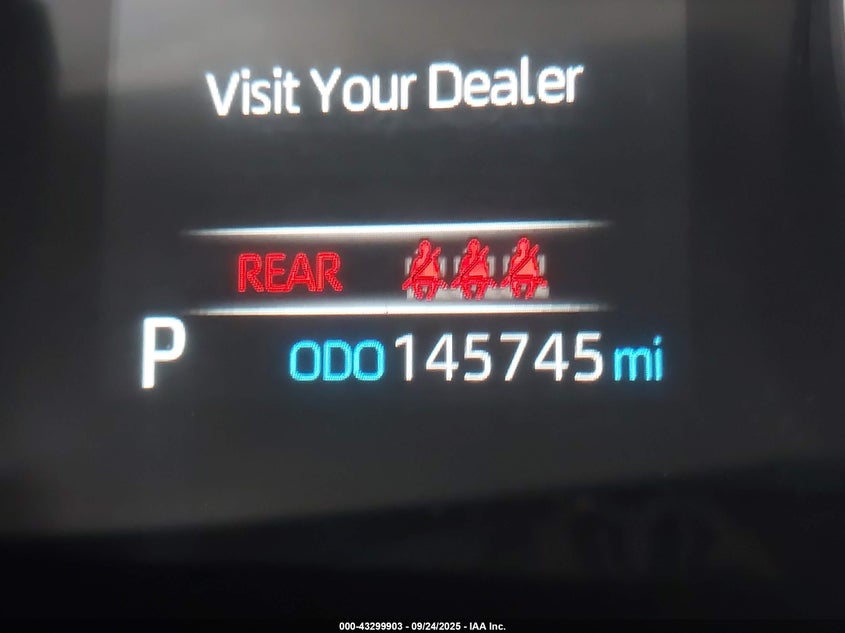 Visit Your Dealer
REAR
P ODO 145745 mi
000-43299903 - 09/24/2025 - IAA Inc.